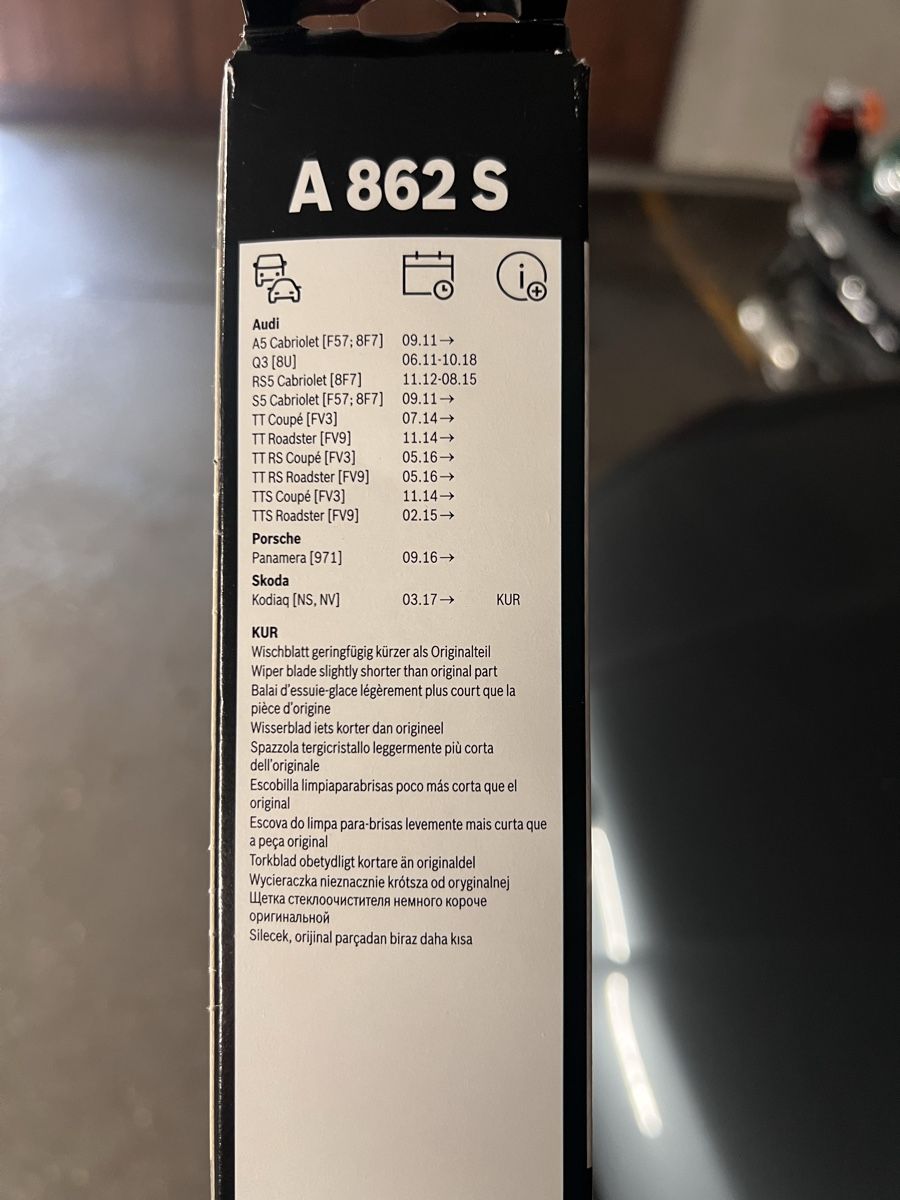 A 862 S
Audi
A5 Cabriolet [F57; 8F7] 09.11→
Q3 [8U] 06.11-10.18
RS5 Cabriolet [8F7] 11.12-08.15
S5 Cabriolet [F57; 8F7] 09.11→
TT Coupé [FV3] 07.14→
TT Roadster [FV9] 11.14→
TT RS Coupé [FV3] 05.16→
TT RS Roadster [FV9] 05.16→
TTS Coupé [FV3] 11.14→
TTS Roadster [FV9] 02.15→
Porsche
Panamera [971] 09.16→
Skoda
Kodiaq [NS, NV] 03.17→ KUR
KUR
Wischblatt geringfügig kürzer als Originalteil
Wiper blade slightly shorter than original part
Balai d'essuie-glace légèrement plus court que la
pièce d'origine
Wisserblad iets korter dan origineel
Spazzola tergicristallo leggermente più corta
dell'originale
Escobilla limpiaparabrisas poco más corta que el
original
Escova do limpa para-brisas levemente mais curta que
a peça original
Torkblad obetydligt kortare än originaldel
Wycieraczka nieznacznie krótsza od oryginalnej
Щетка стеклоочистителя немного короче
оригинальной
Silecek, orijinal parçadan biraz daha kısa